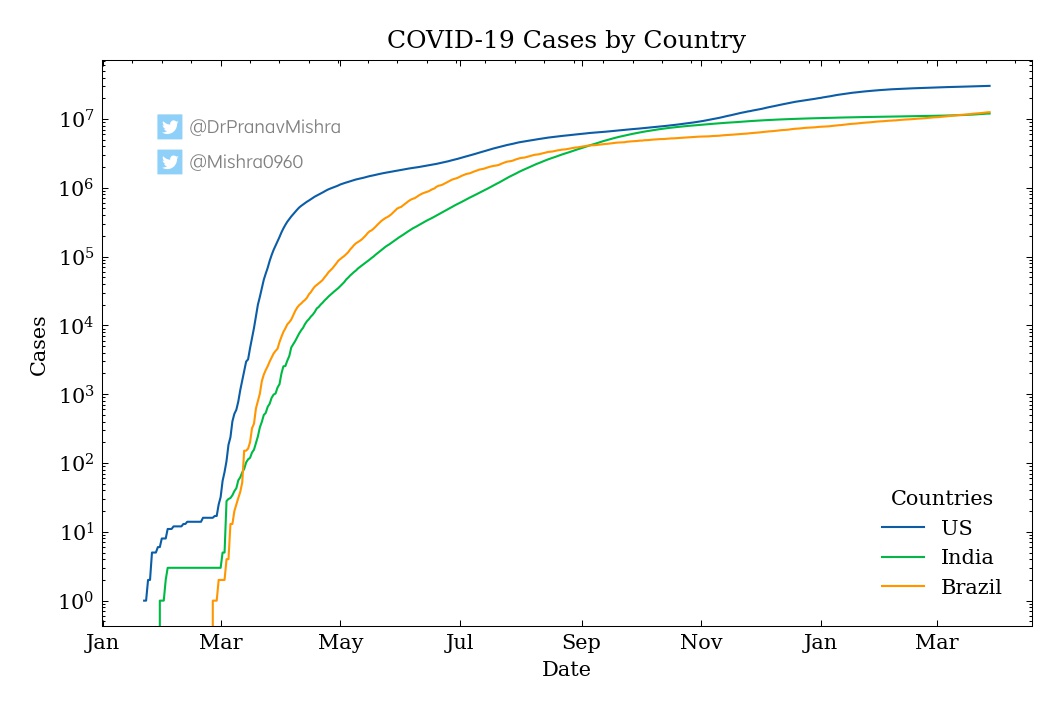 COVID-19 Cases by Country
@DrPranavMishra
@Mishra0960
10^7
10^6
10^5
10^4
10^3
10^2
10^1
10^0
Cases
Countries
US
India
Brazil
Jan Mar May Jul Sep Nov Jan Mar
Date